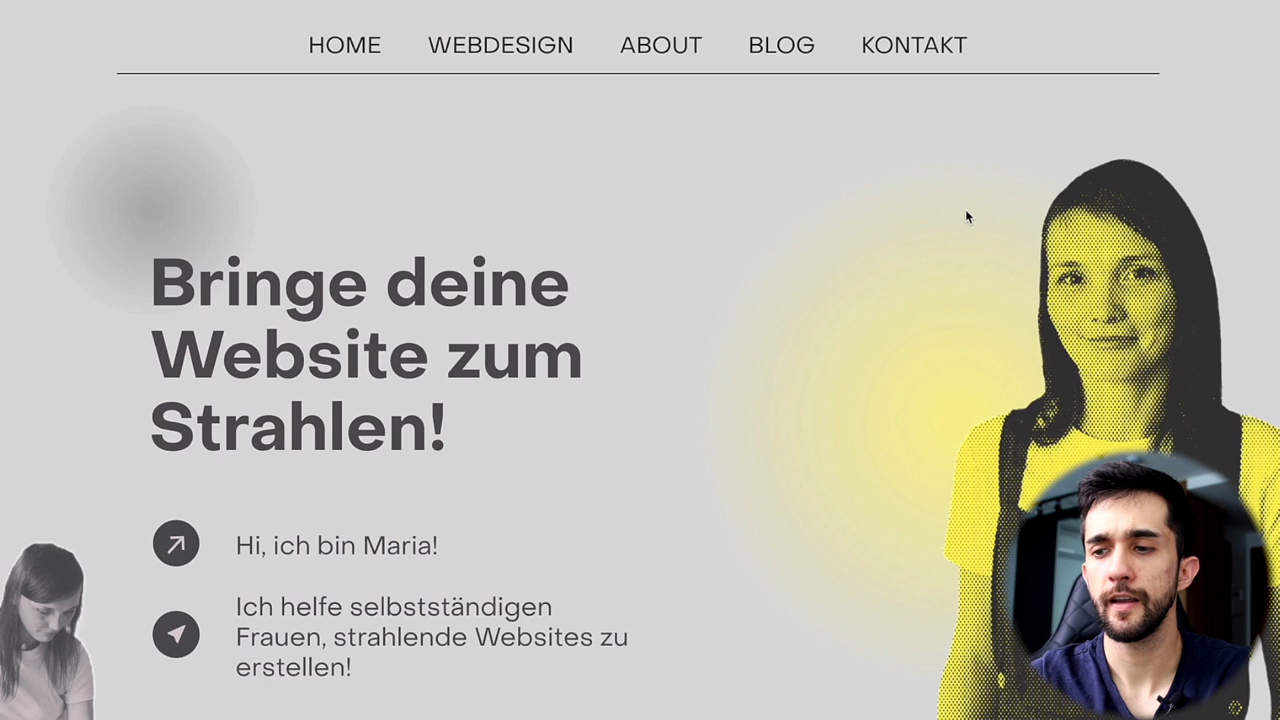 HOME WEBDESIGN ABOUT BLOG KONTAKT
Bringe deine
Website zum
Strahlen!
Hi, ich bin Maria!
Ich helfe selbstständigen
Frauen, strahlende Websites zu
erstellen!